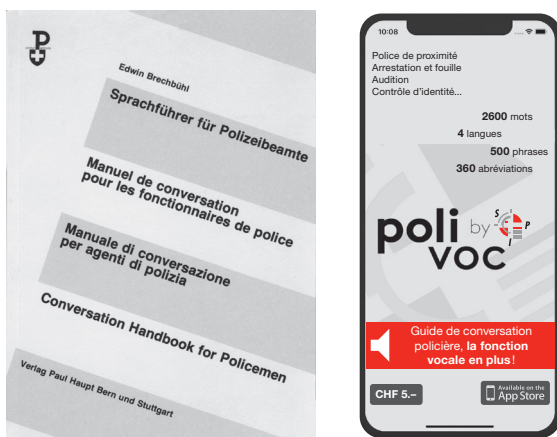 P
Edwin Brechbühl
Sprachführer für Polizeibeamte
Manuel de conversation
pour les fonctionnaires de police
Manuale di conversazione
per agenti di polizia
Conversation Handbook for Policemen
Verlag Paul Haupt Bern und Stuttgart
10:08
Police de proximité
Arrestation et fouille
Audition
Contrôle d'identité...
2600 mots
4 langues
500 phrases
360 abréviations
poli by S P I
voc
Guide de conversation
policière, la fonction
vocale en plus!
CHF 5.–
Available on the
App Store